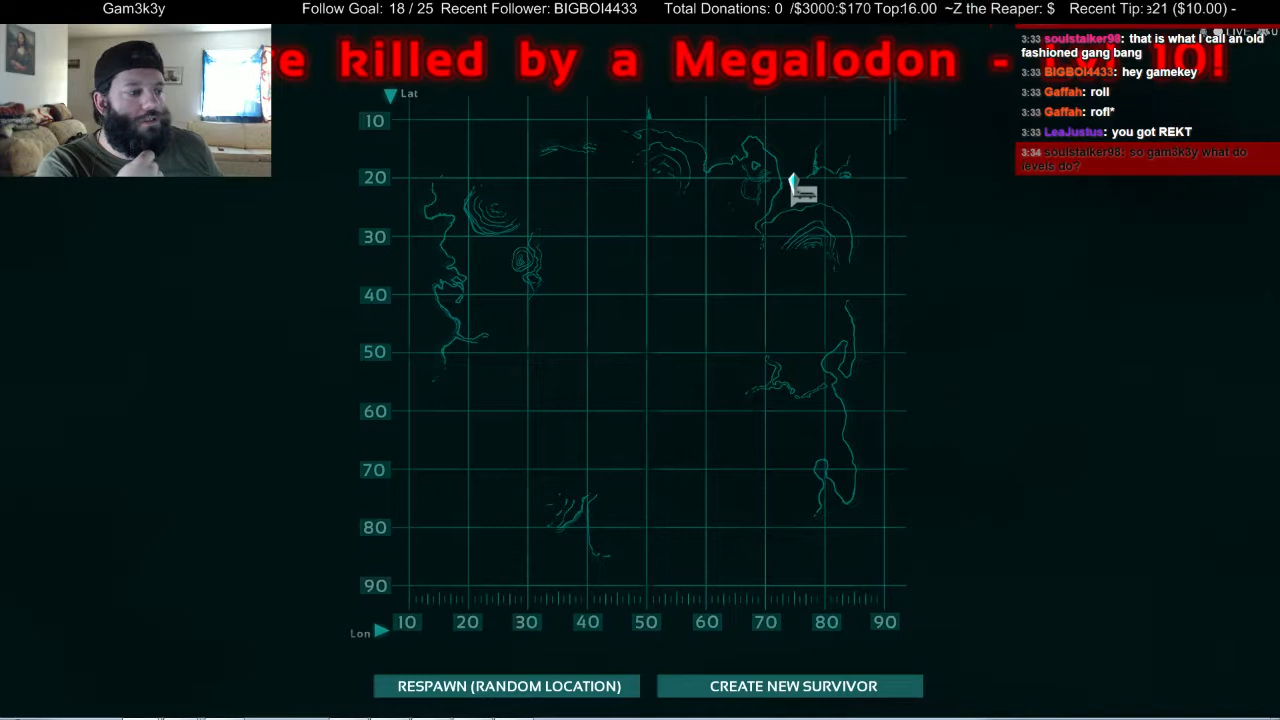 Gam3k3y
Follow Goal: 18 / 25 Recent Follower: BIGBOI4433
Total Donations: 0 /$3000:$170 Top:16.00 ~Z the Reaper: $ Recent Tip: ($10.00) -
killed by a Megalodon -
3:33 soulstalker98: that is what I call an old
fashioned gang bang
3:33 BIGBOI4433: hey gamekey
3:33 Gaffah: roll
3:33 Gaffah: rofl*
3:33 LeaJustus: you got REKT
3:34 soulstalker98: so gam3k3y what do
levels do?
Lat
10
20
30
40
50
60
70
80
90
Lon
10 20 30 40 50 60 70 80 90
RESPAWN (RANDOM LOCATION)
CREATE NEW SURVIVOR